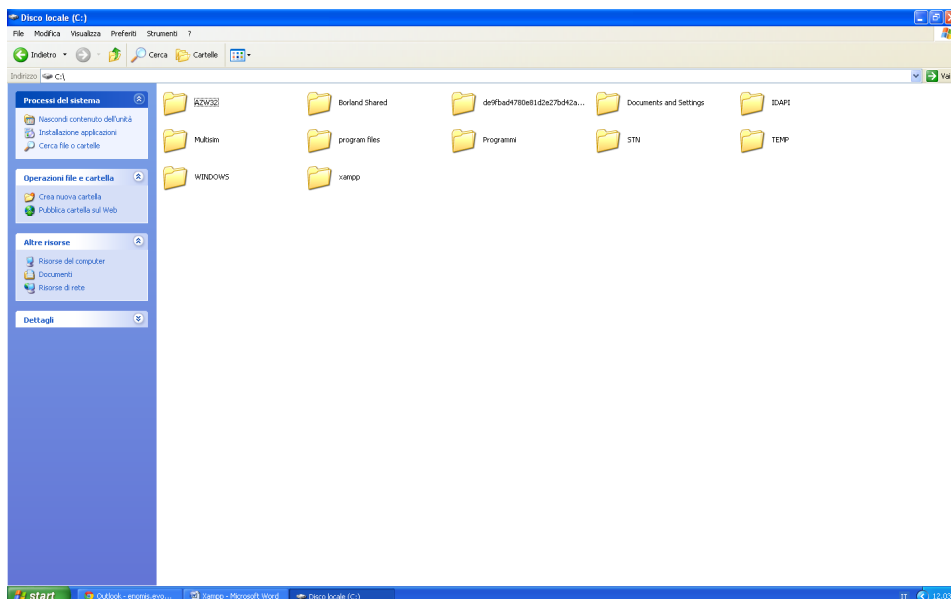 Disco locale (C:)
File Modifica Visualizza Preferiti Strumenti ?
Indietro Cerca Cartelle
Indirizzo C:\ Vai
Processi del sistema
Nascondi contenuto dell'unità
Installazione applicazioni
Cerca file o cartelle
Operazioni file e cartella
Crea nuova cartella
Pubblica cartella sul Web
Altre risorse
Risorse del computer
Documenti
Risorse di rete
Dettagli
AZW32 Borland Shared de9fbad4780e81d2e27bd42a... Documents and Settings IDAPI
Multisim program files Programmi STN TEMP
WINDOWS xampp
start Outlook - enomis.evo... Xampp - Microsoft Word Disco locale (C:) IT